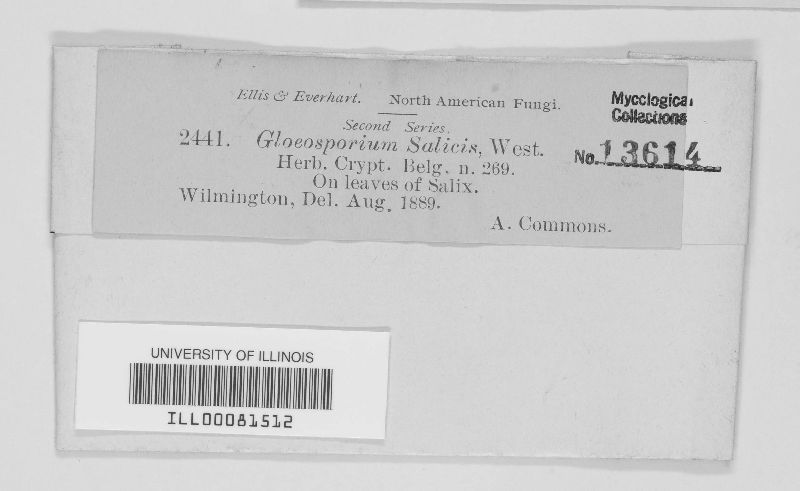 Ellis & Everhart. North American Fungi.
Second Series.
2441. Gloeosporium Salicis, West.
Herb. Crypt. Belg. n. 269.
On leaves of Salix.
Wilmington, Del. Aug. 1889.
A. Commons.
Mycological
Collections
No. 13614
UNIVERSITY OF ILLINOIS
ILL00081512